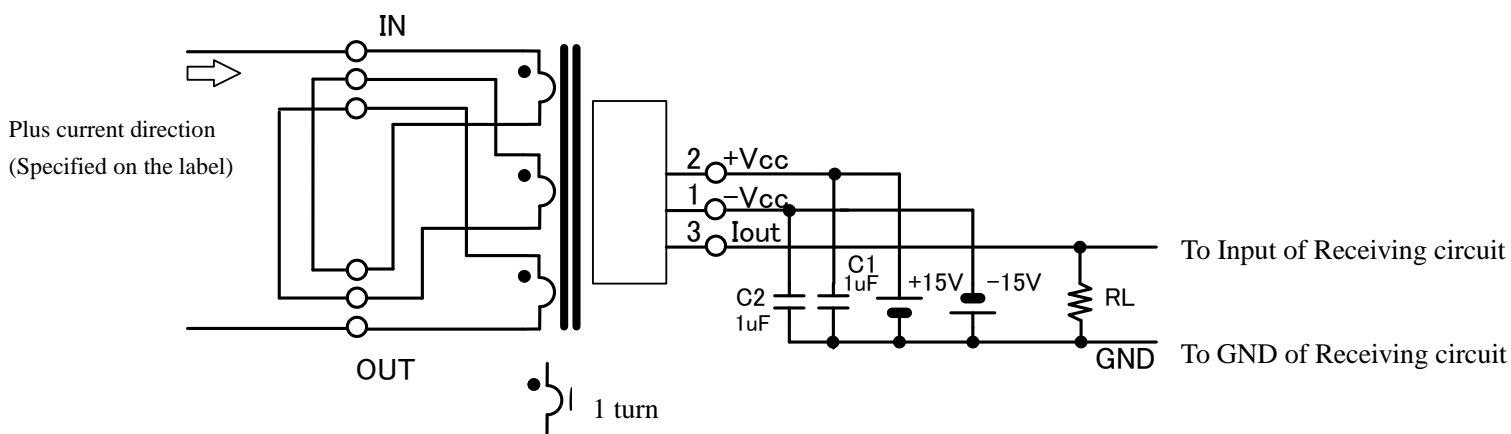 IN
Plus current direction
(Specified on the label)
OUT
1 turn
2 +Vcc
1 -Vcc
3 Iout
C1
1uF
C2
1uF
+15V
-15V
RL
GND
To Input of Receiving circuit
To GND of Receiving circuit